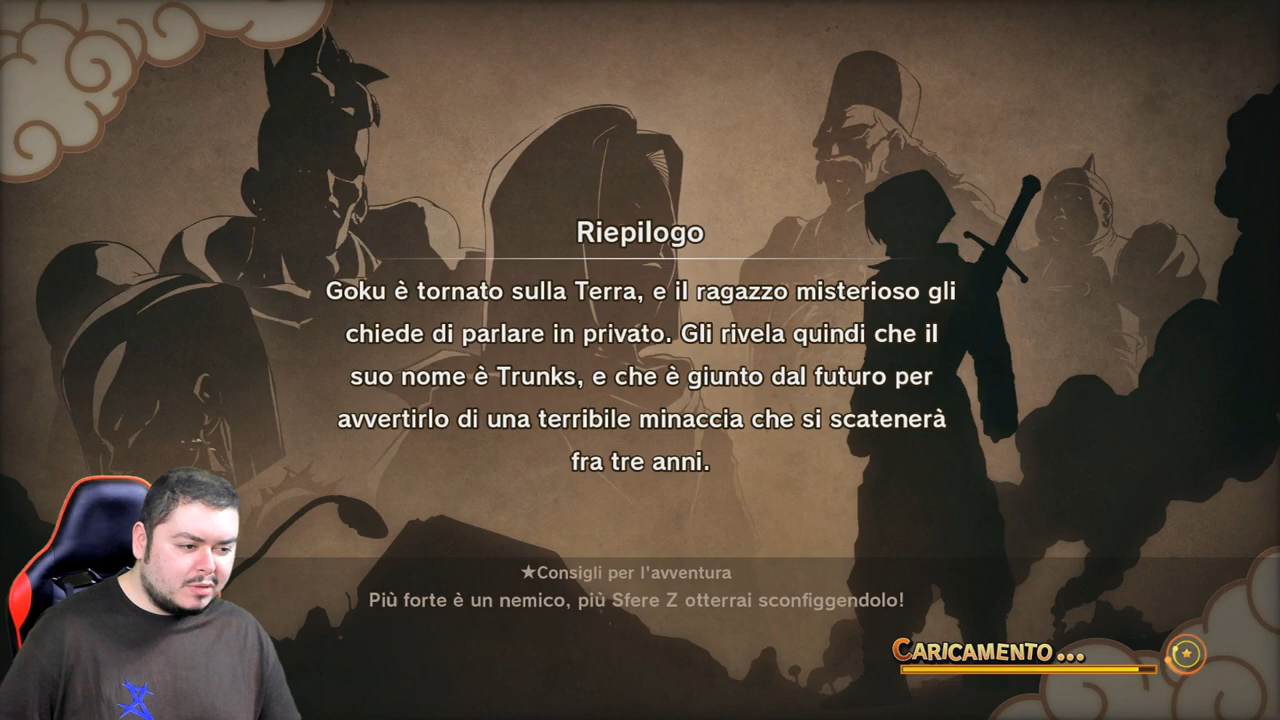 Riepilogo
Goku è tornato sulla Terra, e il ragazzo misterioso gli
chiede di parlare in privato. Gli rivela quindi che il
suo nome è Trunks, e che è giunto dal futuro per
avvertirlo di una terribile minaccia che si scatenerà
fra tre anni.
★Consigli per l'avventura
Più forte è un nemico, più Sfere Z otterrai sconfiggendolo!
CARICAMENTO...